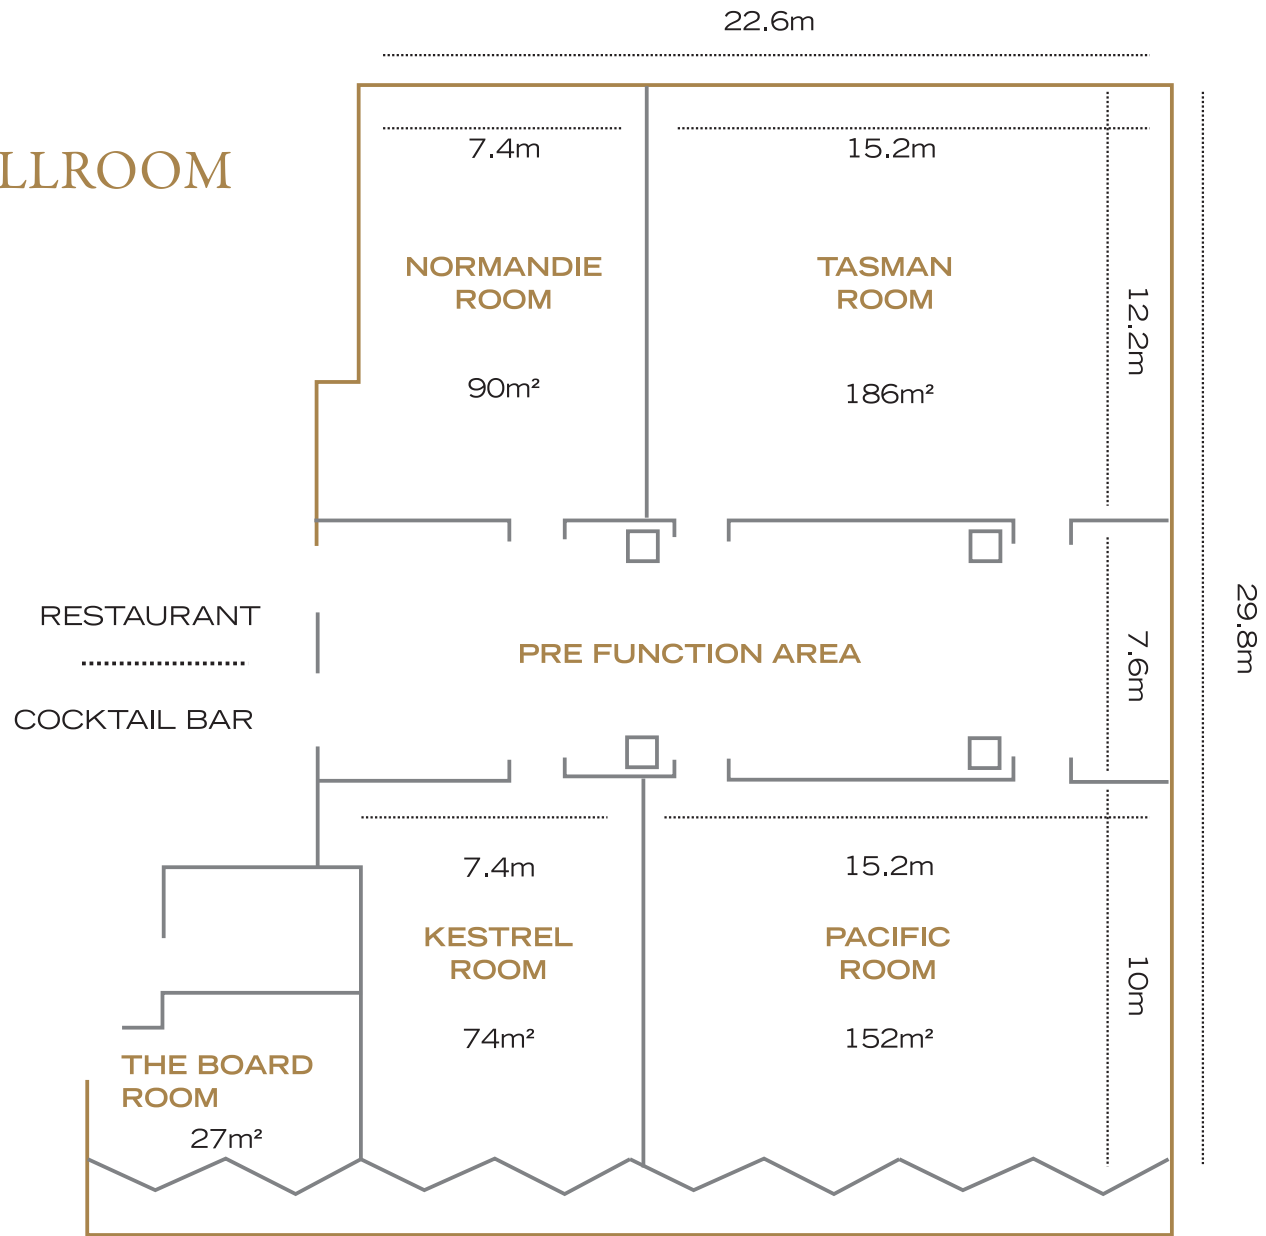 22.6m
7.4m
15.2m
LLROOM
NORMANDIE
ROOM
TASMAN
ROOM
12.2m
90m²
186m²
RESTAURANT
COCKTAIL BAR
PRE FUNCTION AREA
7.6m
29.8m
7.4m
15.2m
KESTREL
ROOM
PACIFIC
ROOM
10m
74m²
152m²
THE BOARD
ROOM
27m²